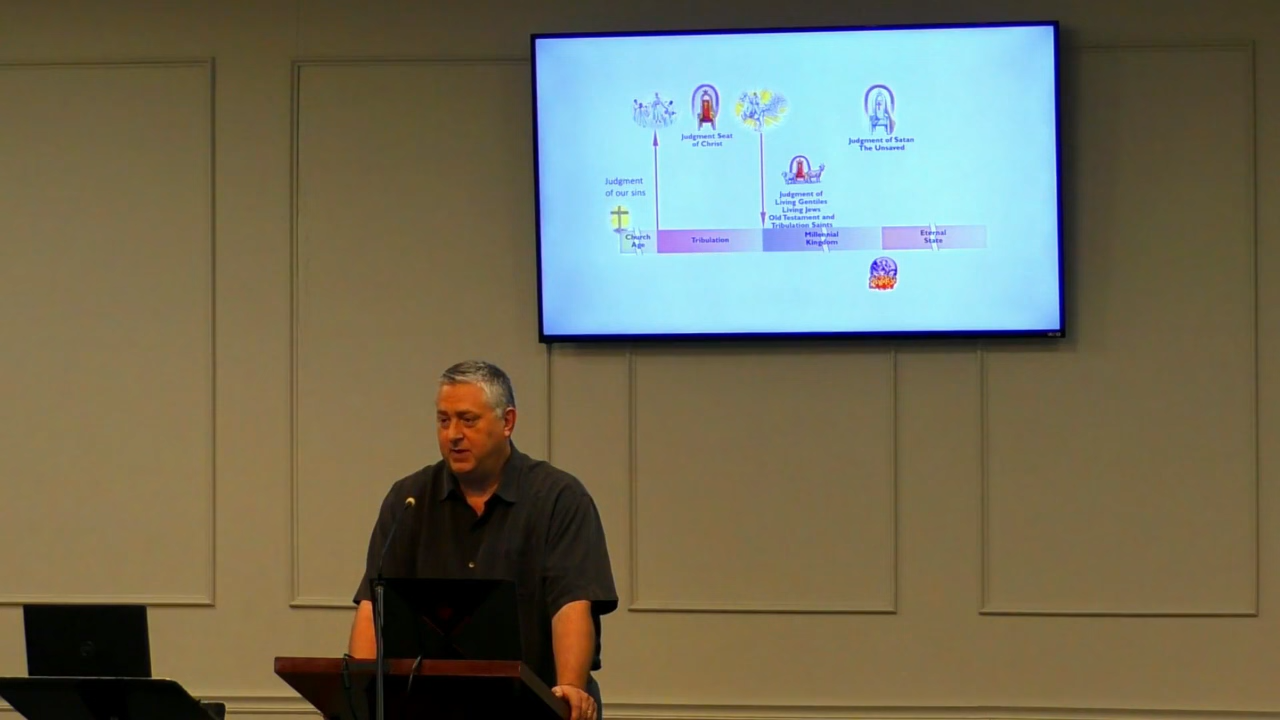 Judgment Seat
of Christ
Judgment of Satan
The Unsaved
Judgment
of our sins
Judgment of
Living Gentiles
Living Jews
Old Testament and
Tribulation Saints
Church
Age
Tribulation
Millennial
Kingdom
Eternal
State